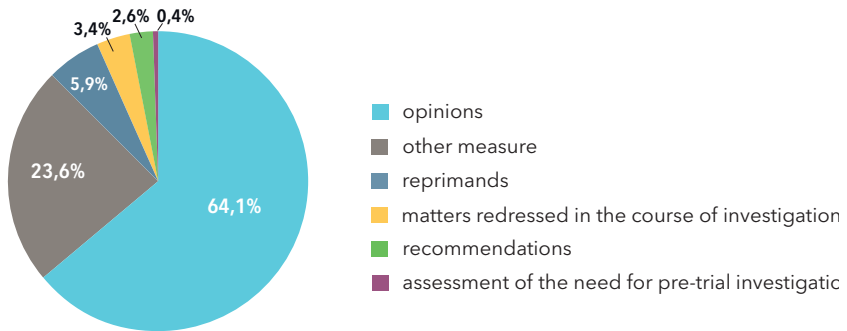 2,6% 0,4%
3,4%
5,9%
23,6%
64,1%
opinions
other measure
reprimands
matters redressed in the course of investigation
recommendations
assessment of the need for pre-trial